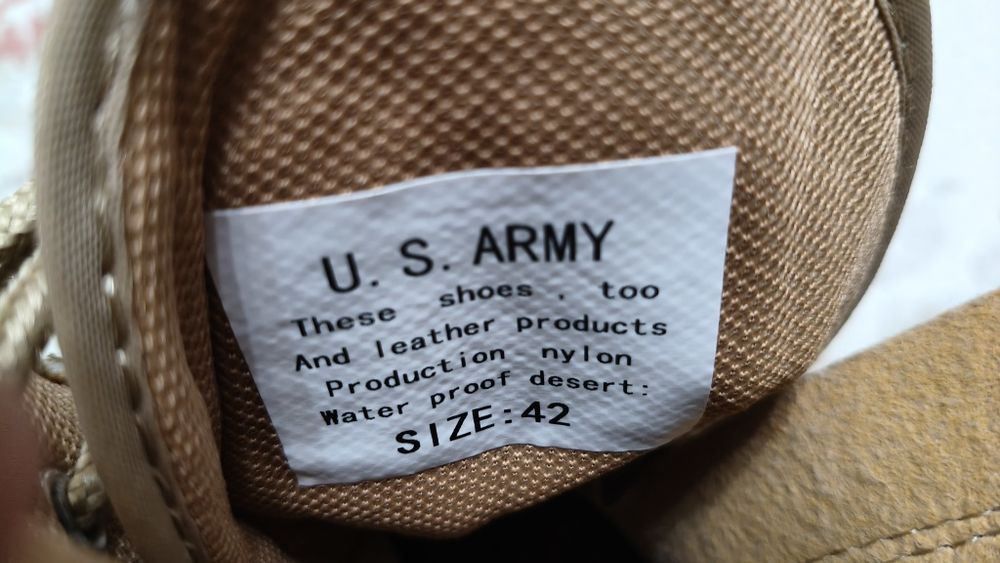 U. S. ARMY
These shoes . too
And leather products
Production nylon
Water proof desert:
SIZE:42